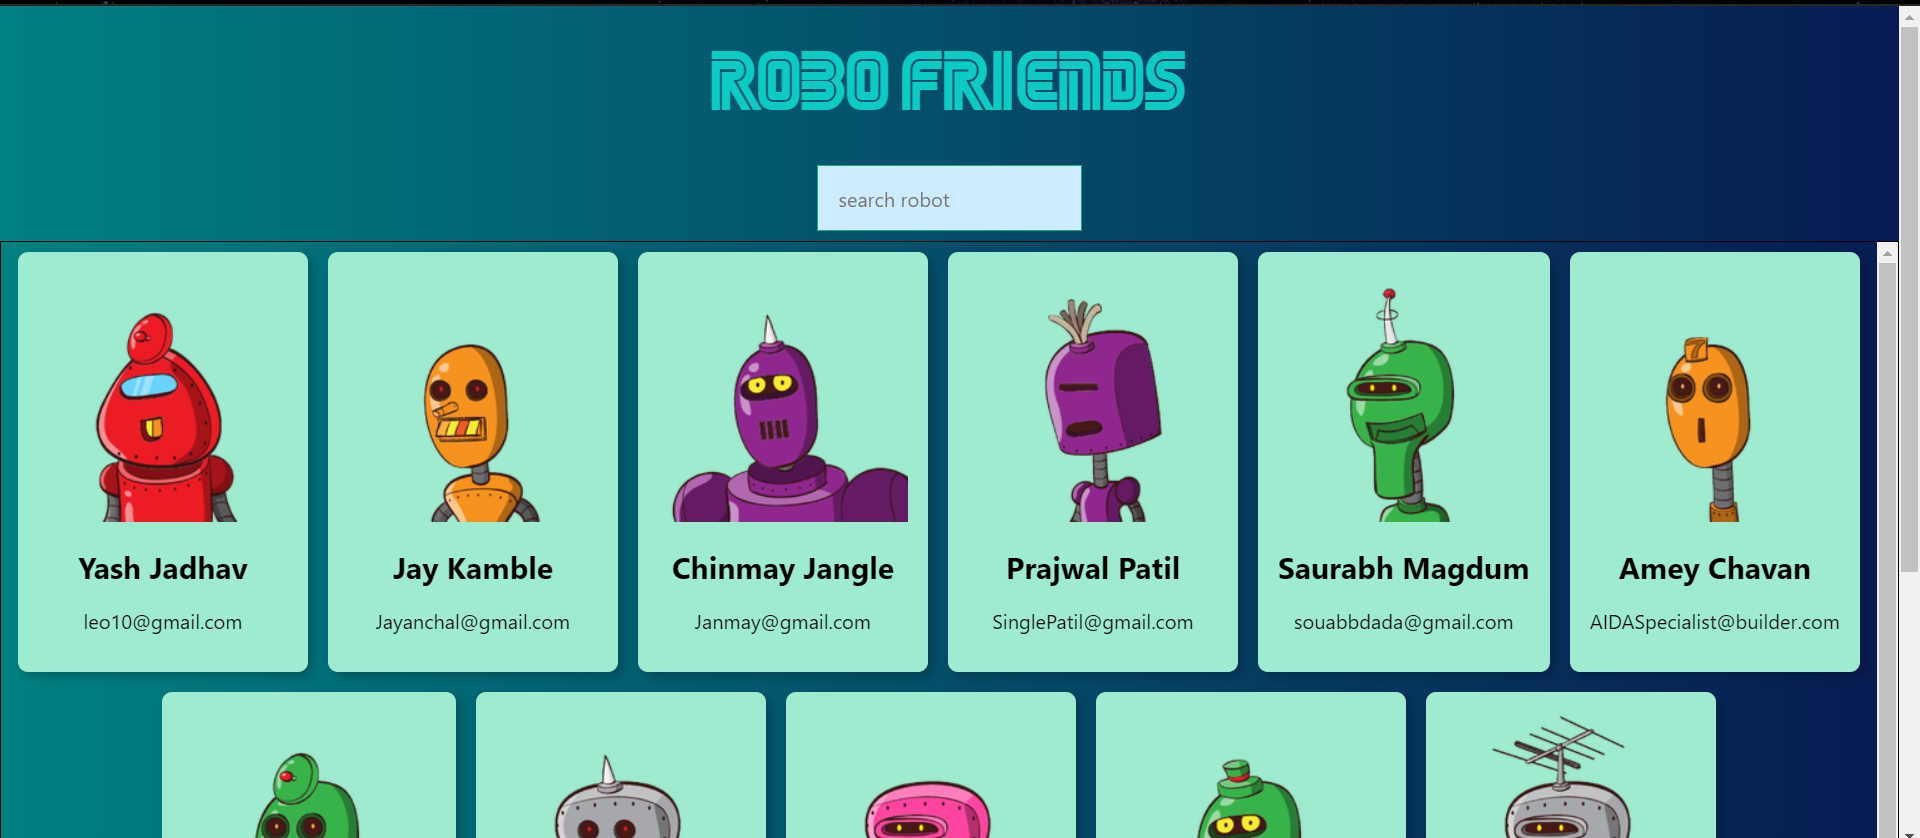 ROBO FRIENDS
search robot
7
Yash Jadhav
Jay Kamble
Chinmay Jangle
Prajwal Patil
Saurabh Magdum
Amey Chavan
leo10@gmail.com
Jayanchal@gmail.com
Janmay@gmail.com
SinglePatil@gmail.com
souabbdada@gmail.com
AIDASpecialist@builder.com